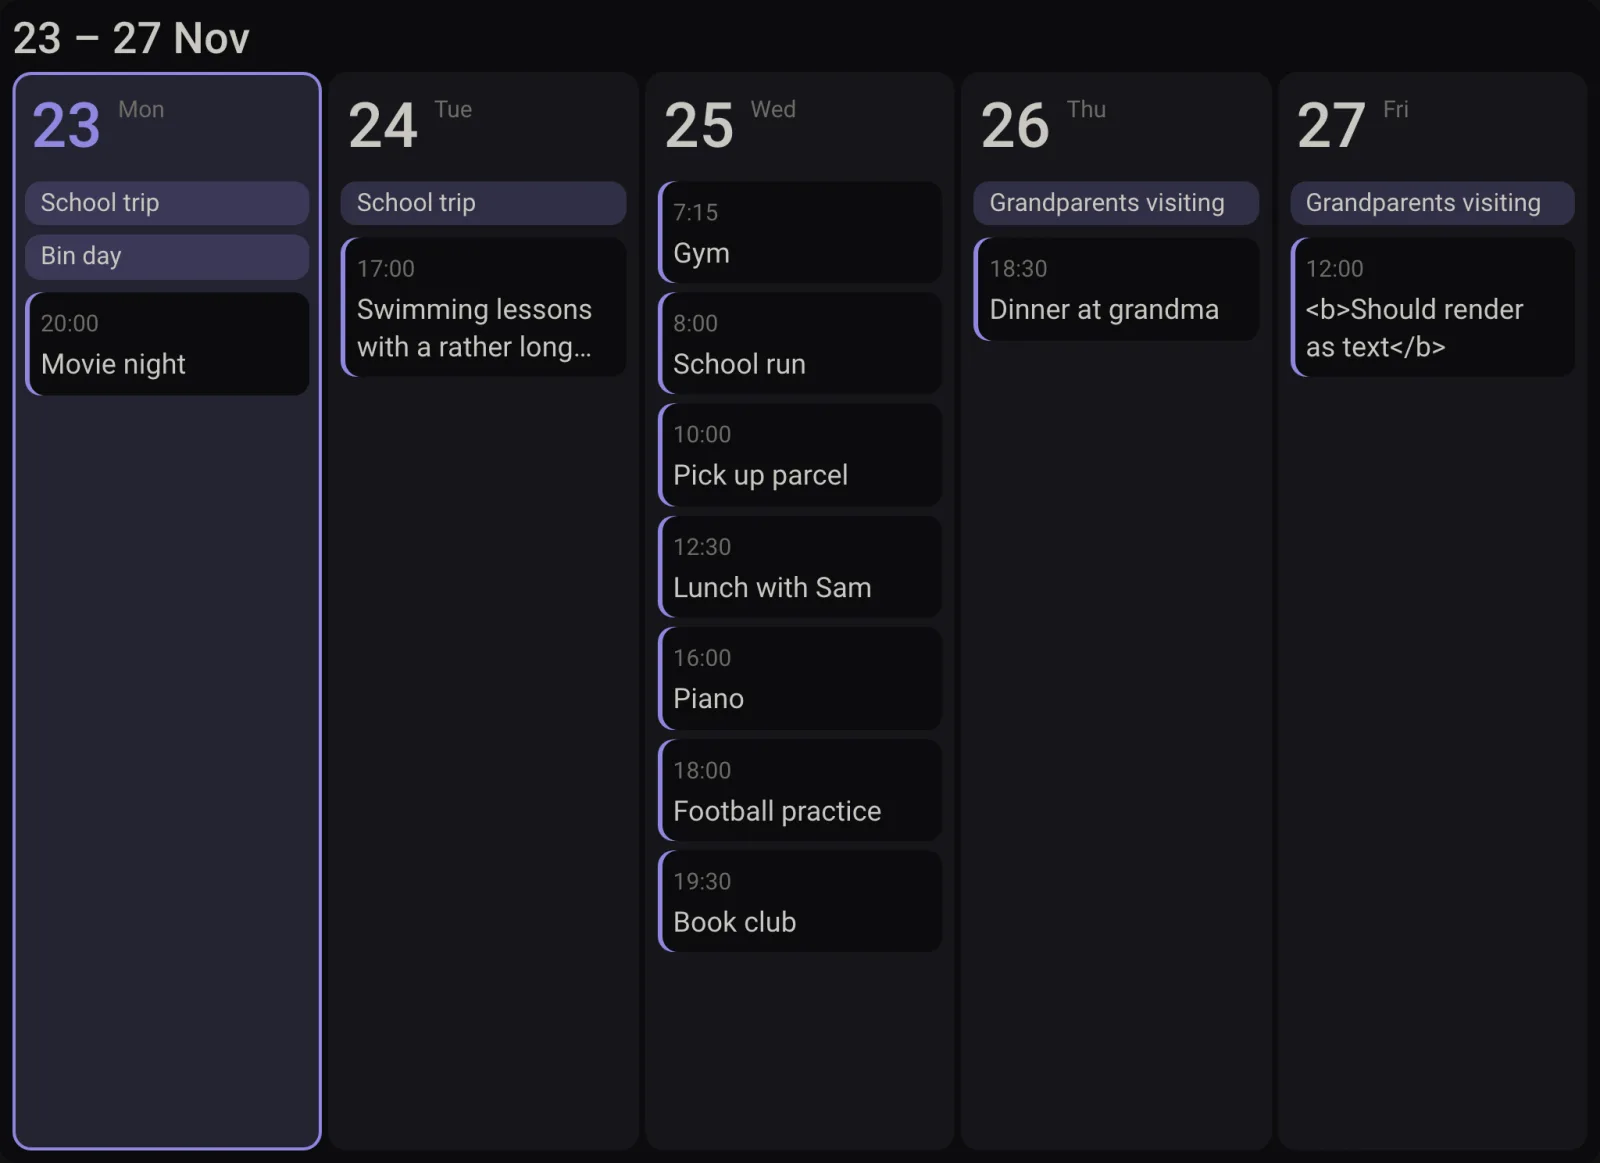 23 – 27 Nov
23 Mon
School trip
Bin day
20:00
Movie night
24 Tue
School trip
17:00
Swimming lessons
with a rather long...
25 Wed
7:15
Gym
8:00
School run
10:00
Pick up parcel
12:30
Lunch with Sam
16:00
Piano
18:00
Football practice
19:30
Book club
26 Thu
Grandparents visiting
18:30
Dinner at grandma
27 Fri
Grandparents visiting
12:00
<b>Should render
as text</b>